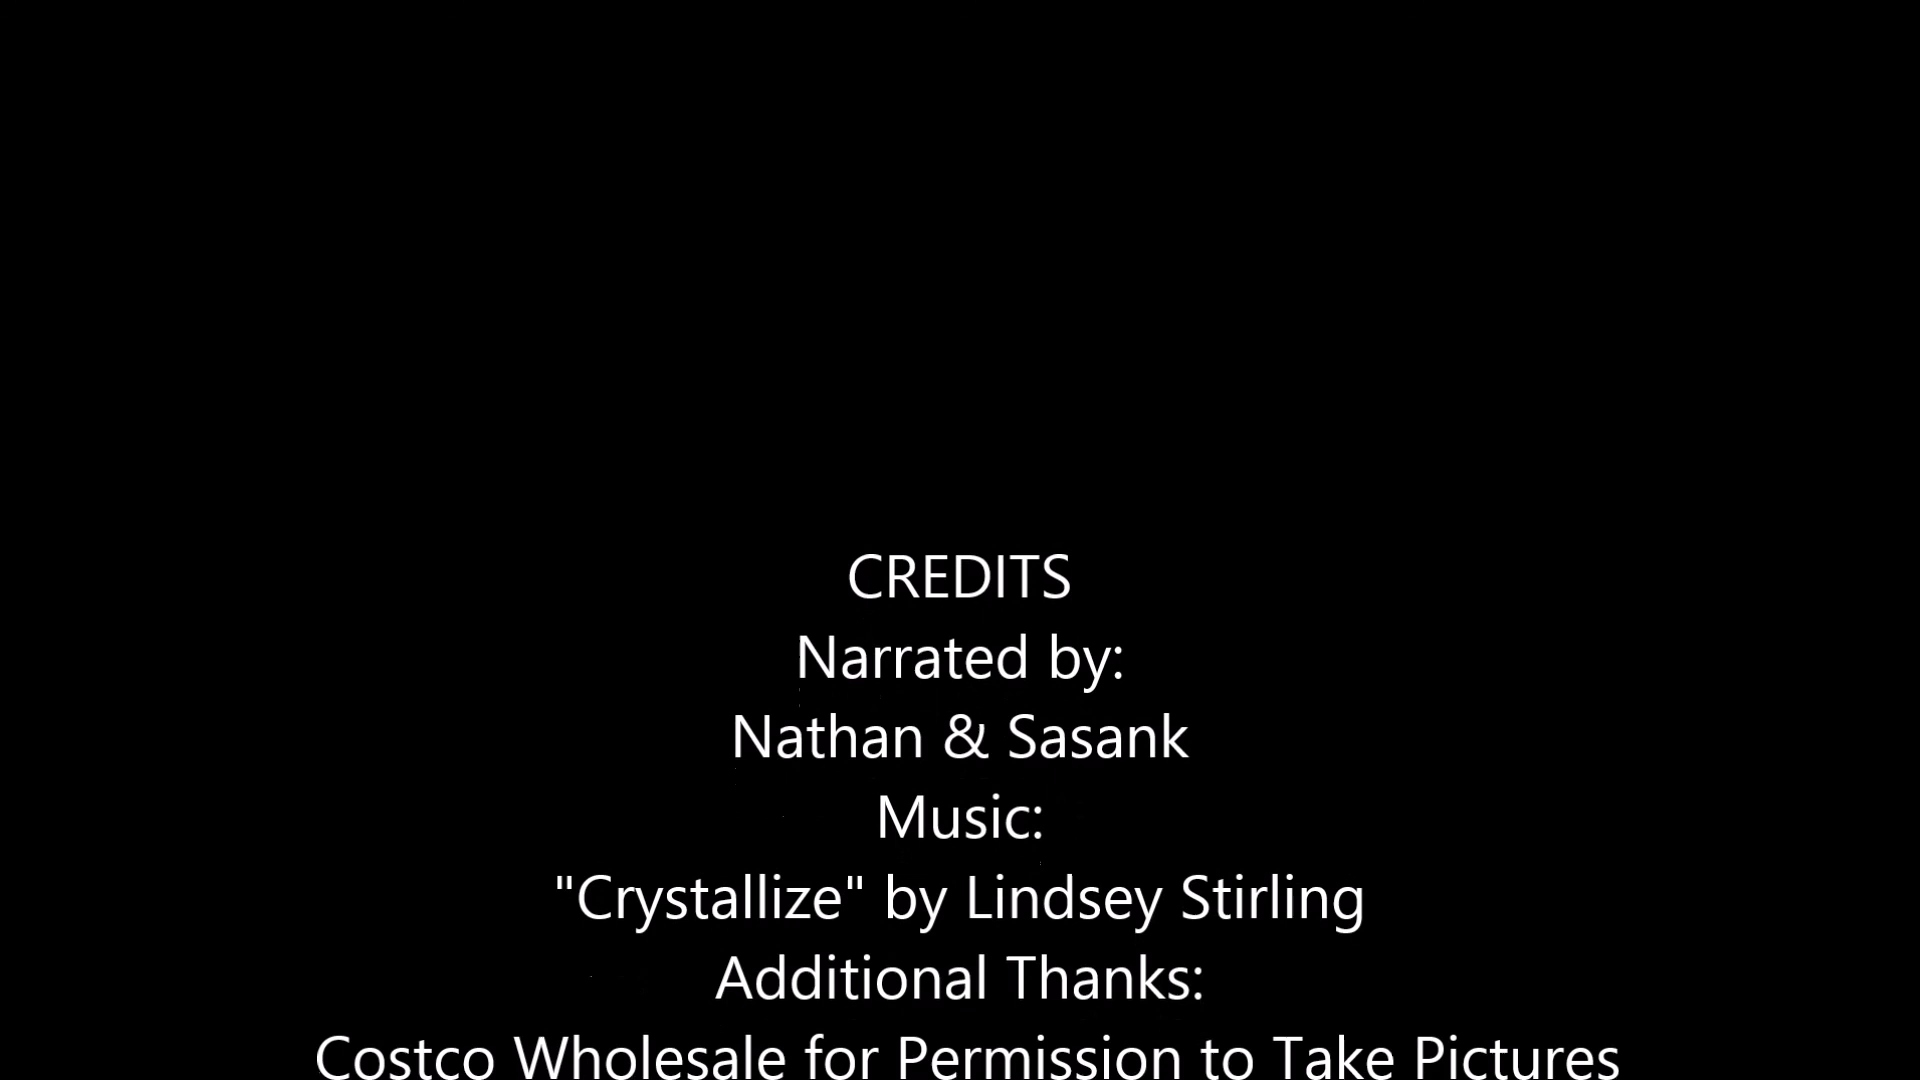 CREDITS
Narrated by:
Nathan & Sasank
Music:
"Crystallize" by Lindsey Stirling
Additional Thanks:
Costco Wholesale for Permission to Take Pictures